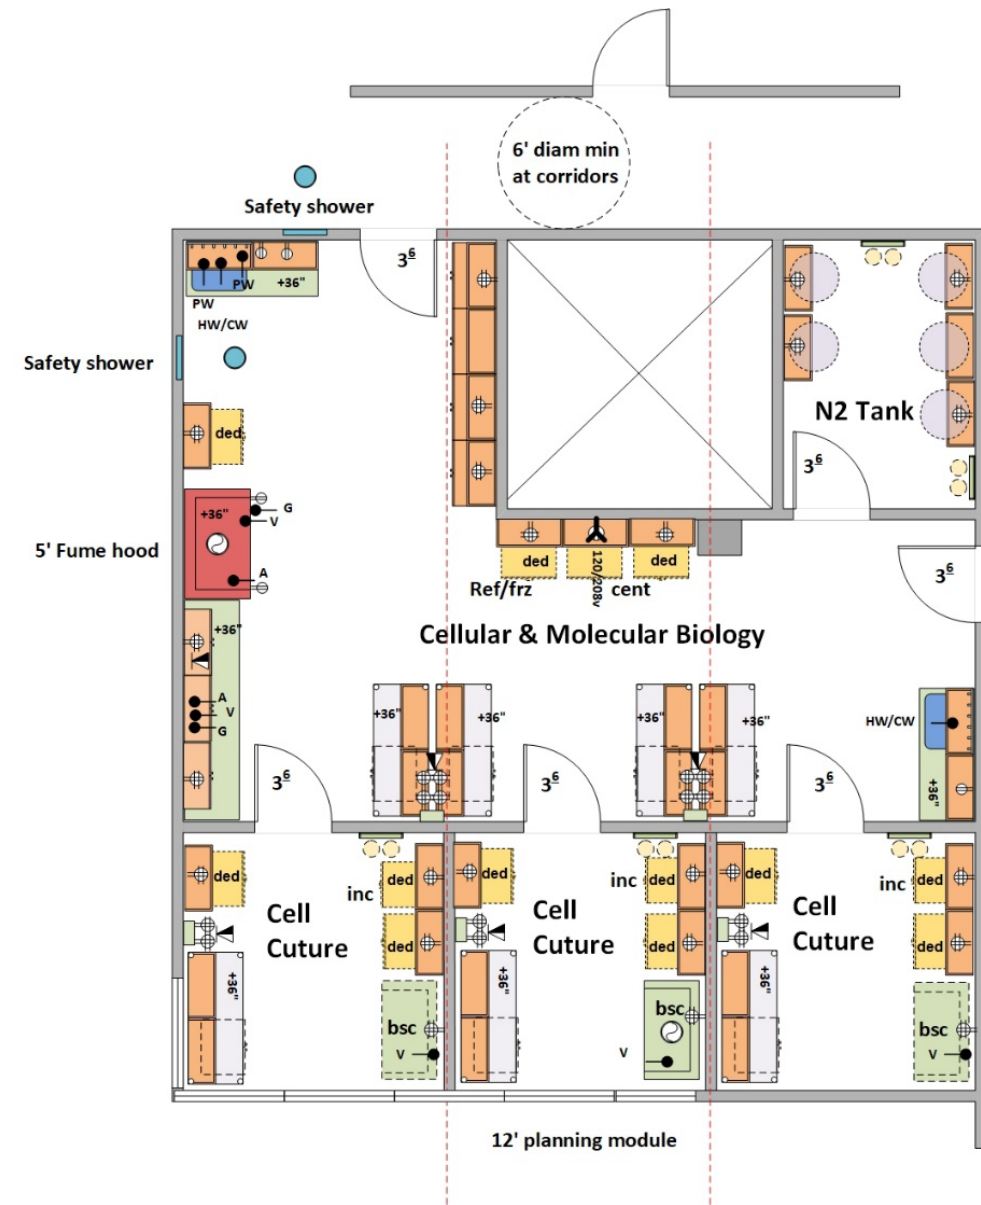 6' diam min
at corridors
Safety shower
3 6
PW
PW
+36"
HW/CW
Safety shower
ded
N2 Tank
3 6
5' Fume hood
+36"
G
V
A
ded
120/208v
ded
Ref/frz
cent
3 6
Cellular & Molecular Biology
+36"
A
V
G
+36"
+36"
+36"
+36"
HW/CW
+36"
3 6
3 6
3 6
ded
inc
ded
ded
Cell
Cuture
+36"
bsc
V
ded
inc
ded
ded
Cell
Cuture
+36"
bsc
V
ded
inc
ded
ded
Cell
Cuture
+36"
bsc
V
12' planning module